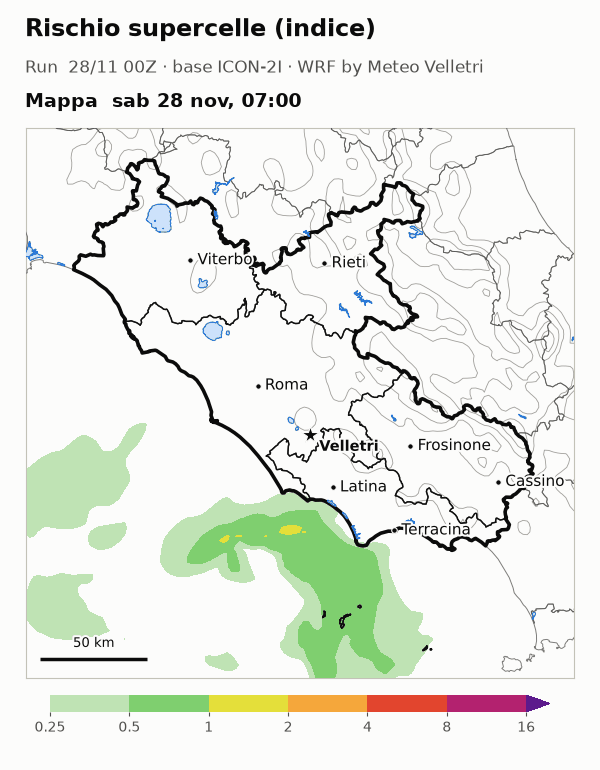 Rischio supercelle (indice)
Run  28/11 00Z · base ICON-2I · WRF by Meteo Velletri
Mappa  sab 28 nov, 07:00
Viterbo
Rieti
Roma
Velletri
Frosinone
Cassino
Latina
Terracina
50 km
0.25 0.5 1 2 4 8 16